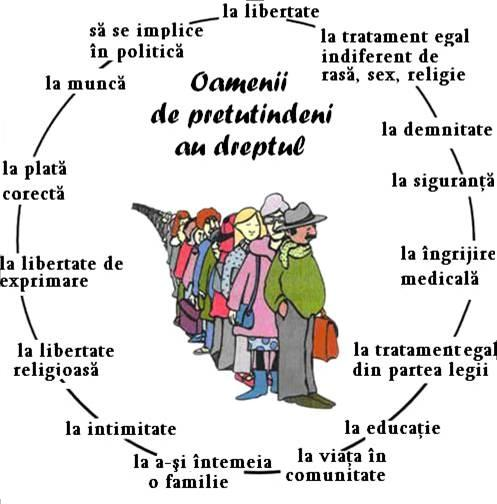 Oamenii
de pretutindeni
au dreptul
la libertate
la tratament egal
indiferent de
rasă, sex, religie
la demnitate
la siguranță
la îngrijire
medicală
la tratament egal
din partea legii
la educație
la viața în
comunitate
la a-și întemeia
o familie
la intimitate
la libertate
religioasă
la libertate de
exprimare
la plată
corectă
la muncă
să se implice
în politică